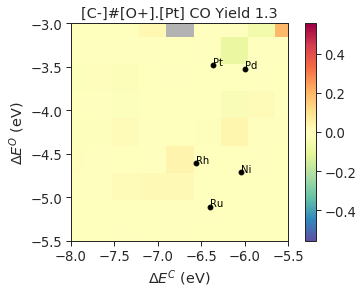 [C-]#[O+].[Pt] CO Yield 1.3
−3.0
−3.5
−4.0
−4.5
−5.0
−5.5
ΔE^O (eV)
Pt
Pd
Rh
Ni
Ru
−8.0 −7.5 −7.0 −6.5 −6.0 −5.5
ΔE^C (eV)
0.4
0.2
0.0
−0.2
−0.4